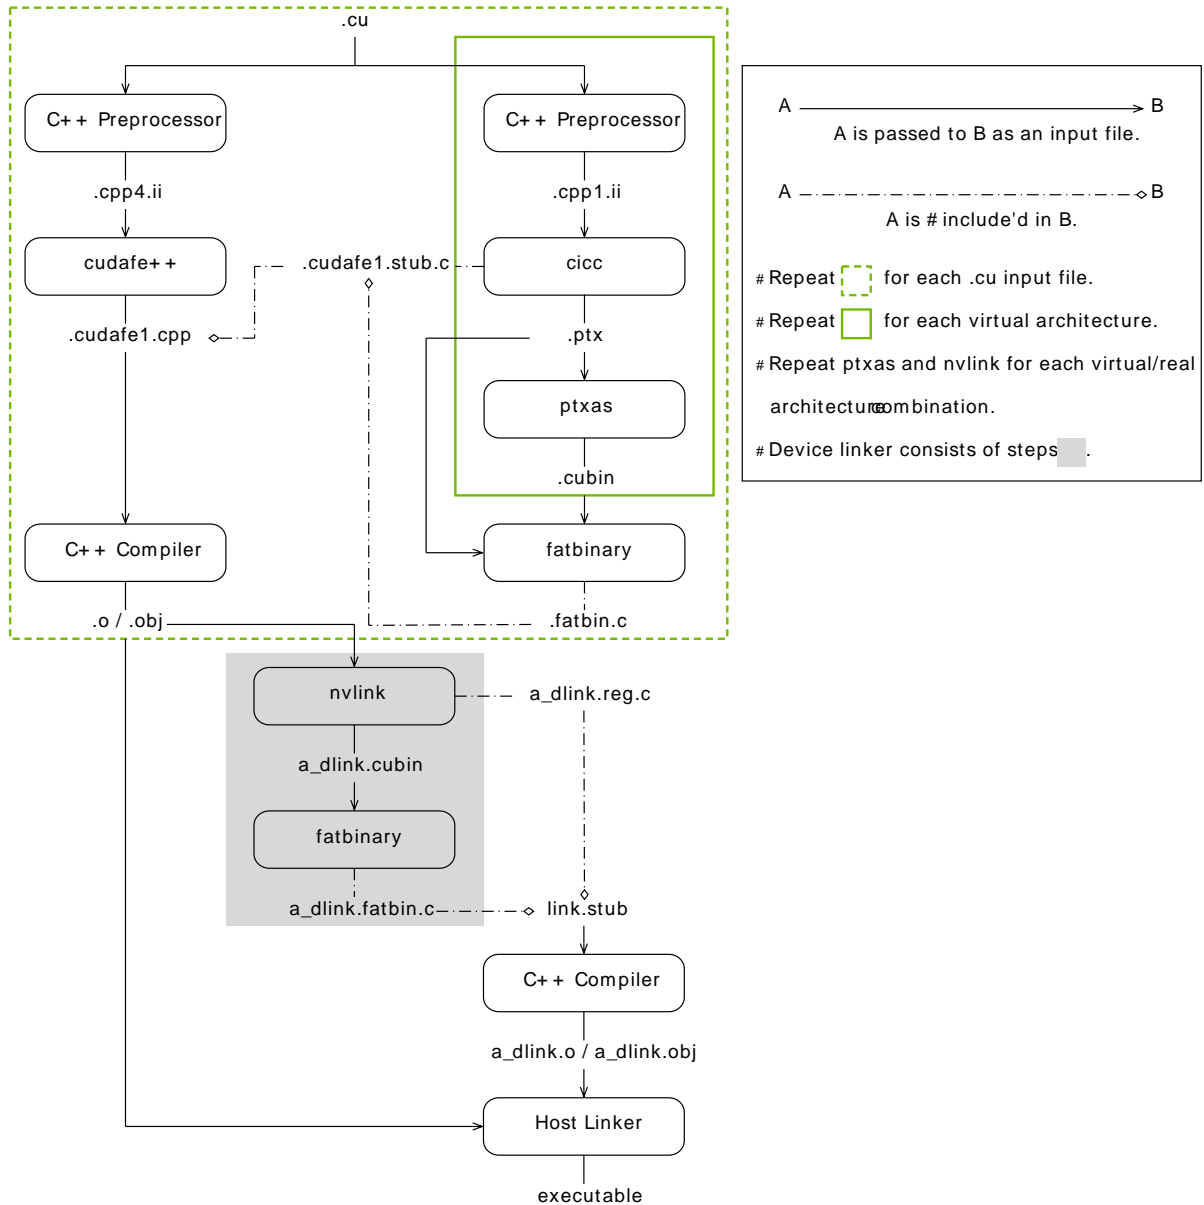 .cu
C++ Preprocessor
C++ Preprocessor
.cpp4.ii
.cpp1.ii
cudafe++
.cudafe1.stub.c
cicc
.cudafe1.cpp
.ptx
ptxas
.cubin
C++ Compiler
fatbinary
.o / .obj
.fatbin.c
nvlink
a_dlink.reg.c
a_dlink.cubin
fatbinary
a_dlink.fatbin.c
link.stub
C++ Compiler
a_dlink.o / a_dlink.obj
Host Linker
executable
A B
A is passed to B as an input file.
A B
A is #include'd in B.
# Repeat for each .cu input file.
# Repeat for each virtual architecture.
# Repeat ptxas and nvlink for each virtual/real
architecture combination.
# Device linker consists of steps .